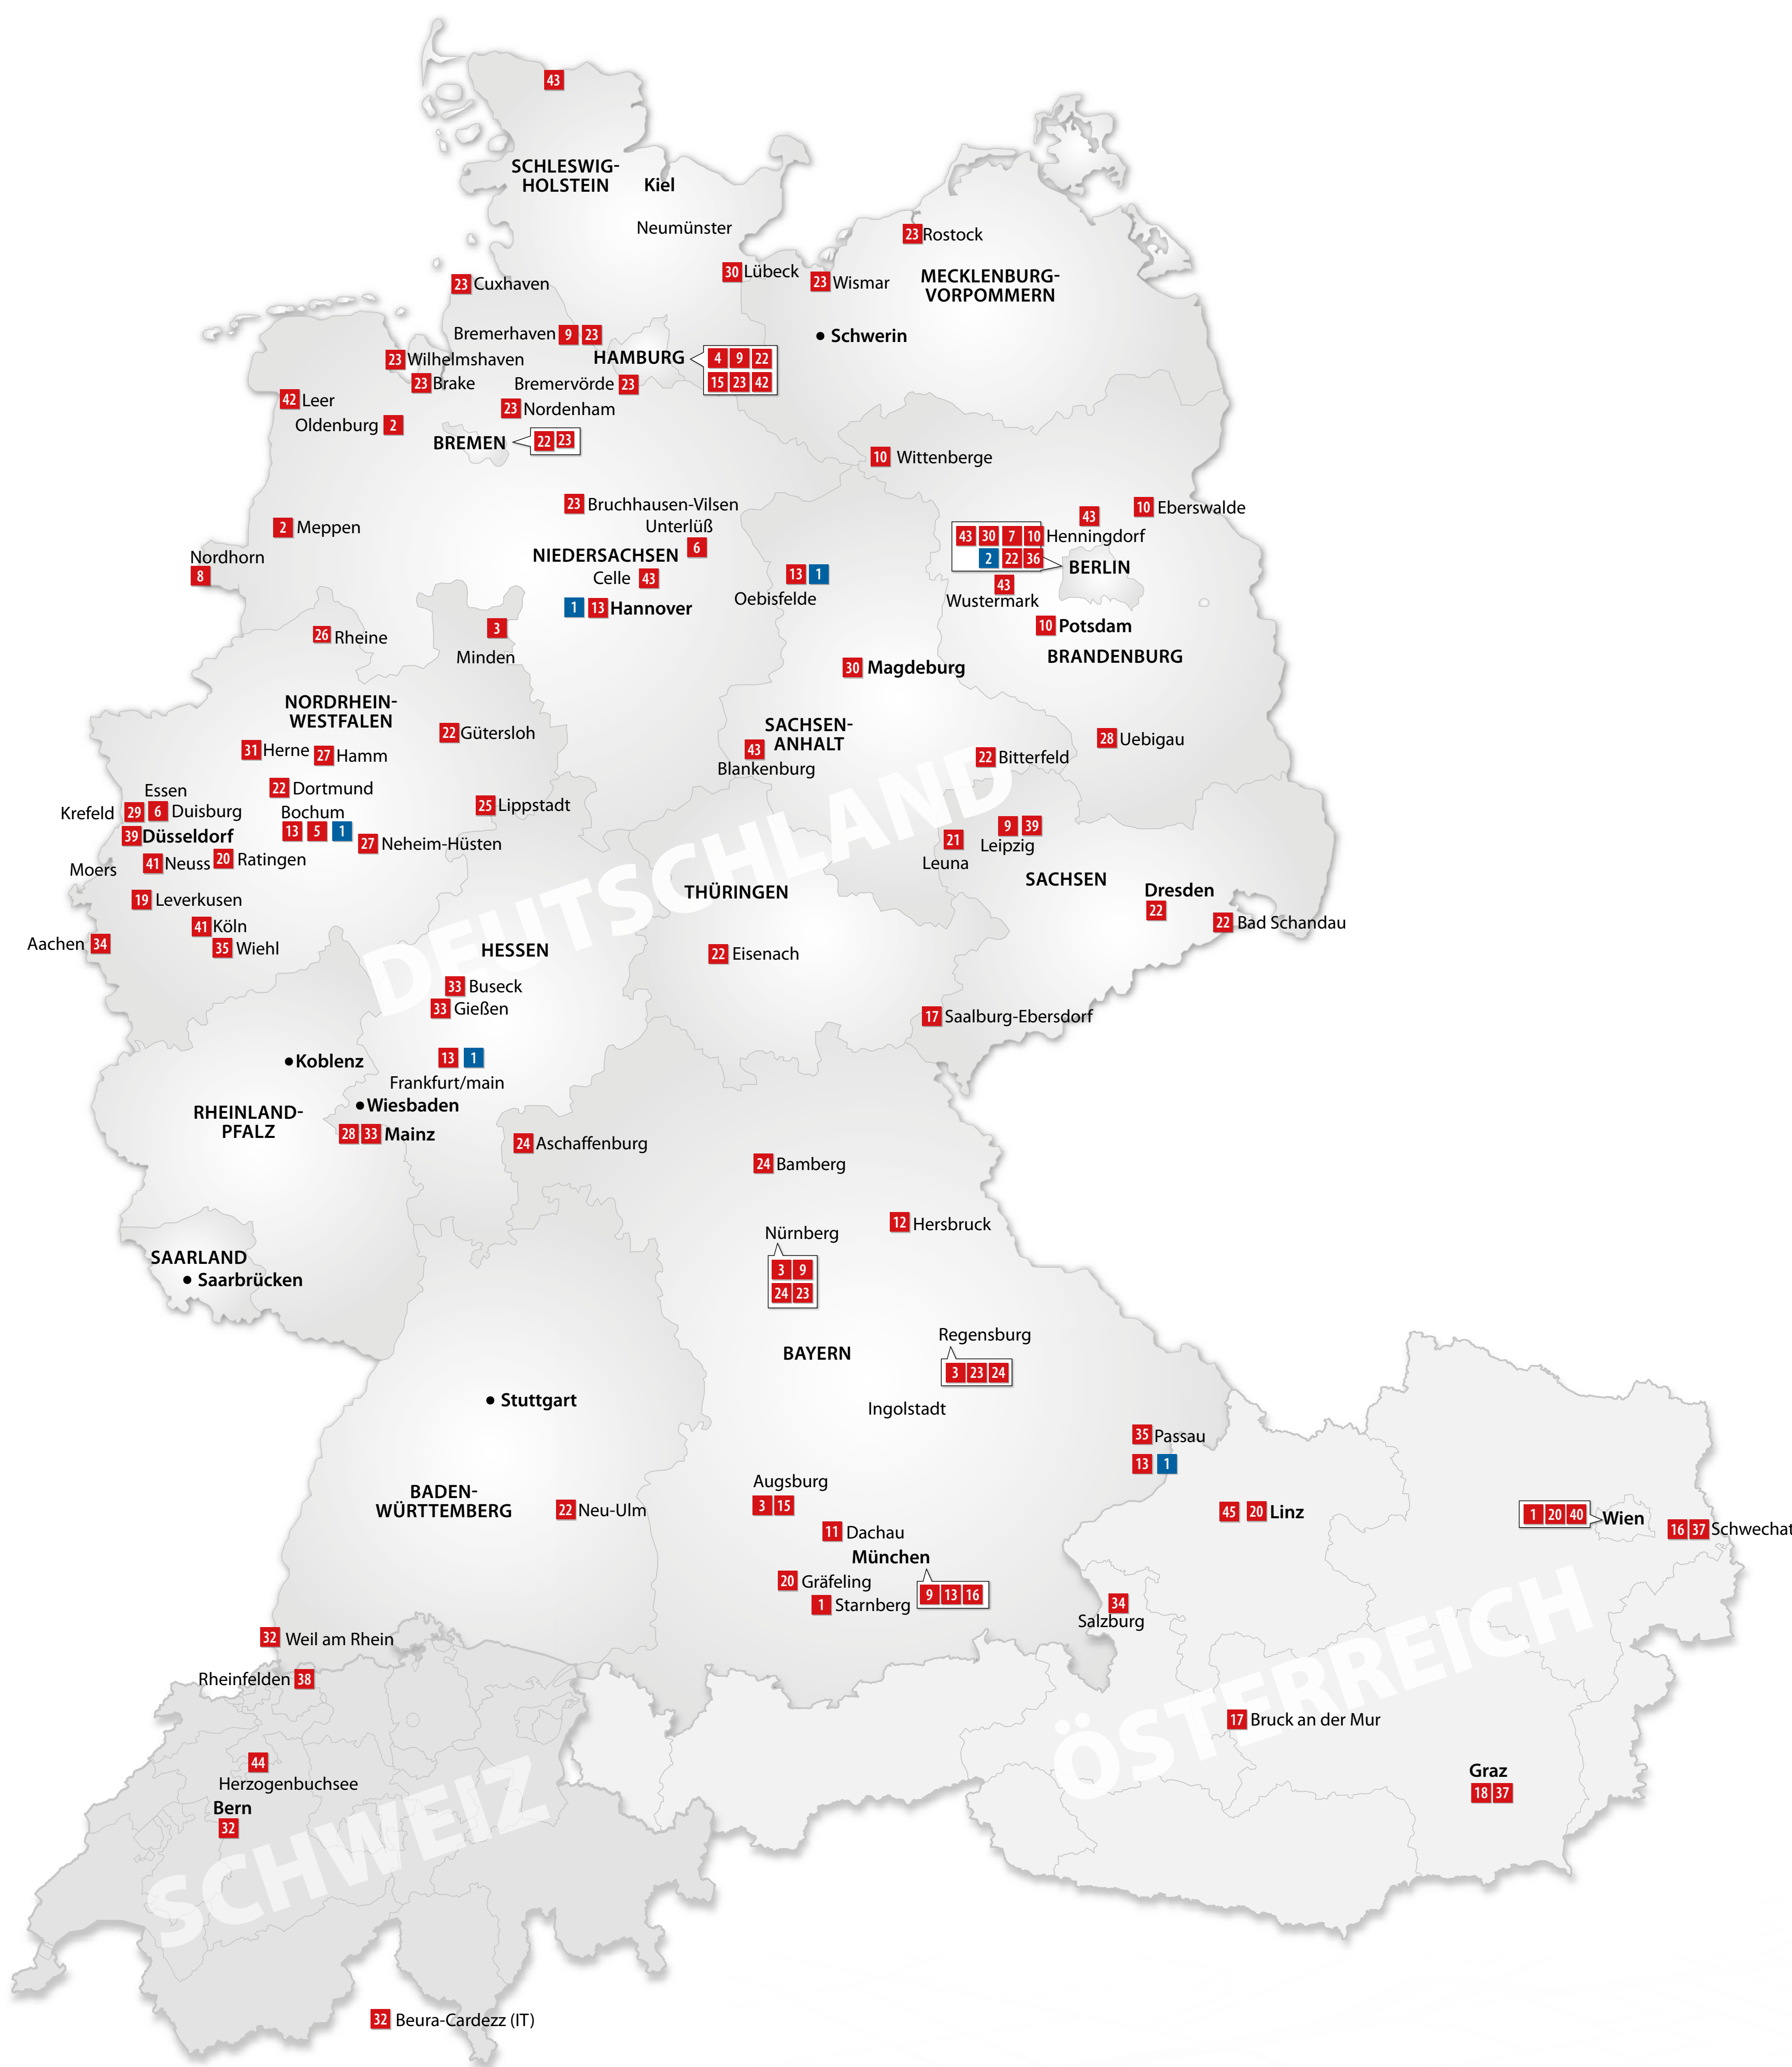 43
SCHLESWIG-
HOLSTEIN
Kiel
Neumünster
23 Rostock
MECKLENBURG-
VORPOMMERN
30 Lübeck
23 Wismar
23 Cuxhaven
Schwerin
Bremerhaven 9 23
HAMBURG 4 9 22
15 23 42
23 Wilhelmshaven
23 Brake
Bremervörde 23
42 Leer
23 Nordenham
Oldenburg 2
BREMEN 22 23
10 Wittenberge
23 Bruchhausen-Vilsen
10 Eberswalde
43
Henningdorf
43 30 7 10
2 22 36
BERLIN
2 Meppen
Unterlüß
6
NIEDERSACHSEN
Nordhorn
8
Celle 43
13 1
Oebisfelde
43
Wustermark
1 13 Hannover
10 Potsdam
26 Rheine
3
Minden
BRANDENBURG
30 Magdeburg
NORDRHEIN-
WESTFALEN
22 Gütersloh
SACHSEN-
ANHALT
28 Uebigau
31 Herne
27 Hamm
43
Blankenburg
22 Bitterfeld
DEUTSCHLAND
22 Dortmund
Essen
Krefeld 29 6 Duisburg
Bochum
13 5 1
25 Lippstadt
39 Düsseldorf
27 Neheim-Hüsten
9 39
Leipzig
21
Leuna
Moers
41 Neuss
20 Ratingen
SACHSEN
THÜRINGEN
Dresden
22
19 Leverkusen
22 Bad Schandau
41 Köln
Aachen 34
35 Wiehl
HESSEN
22 Eisenach
33 Buseck
33 Gießen
17 Saalburg-Ebersdorf
Koblenz
13 1
Frankfurt/main
Wiesbaden
RHEINLAND-
PFALZ
28 33 Mainz
24 Aschaffenburg
24 Bamberg
12 Hersbruck
Nürnberg
3 9
24 23
SAARLAND
Saarbrücken
Regensburg
3 23 24
BAYERN
Stuttgart
Ingolstadt
35 Passau
13 1
Augsburg
3 15
BADEN-
WÜRTTEMBERG
22 Neu-Ulm
45 20 Linz
1 20 40 Wien
16 37 Schwechat
11 Dachau
München
9 13 16
20 Gräfeling
1 Starnberg
34
Salzburg
32 Weil am Rhein
Rheinfelden 38
ÖSTERREICH
17 Bruck an der Mur
44
Herzogenbuchsee
Graz
18 37
Bern
32
SCHWEIZ
32 Beura-Cardezz (IT)